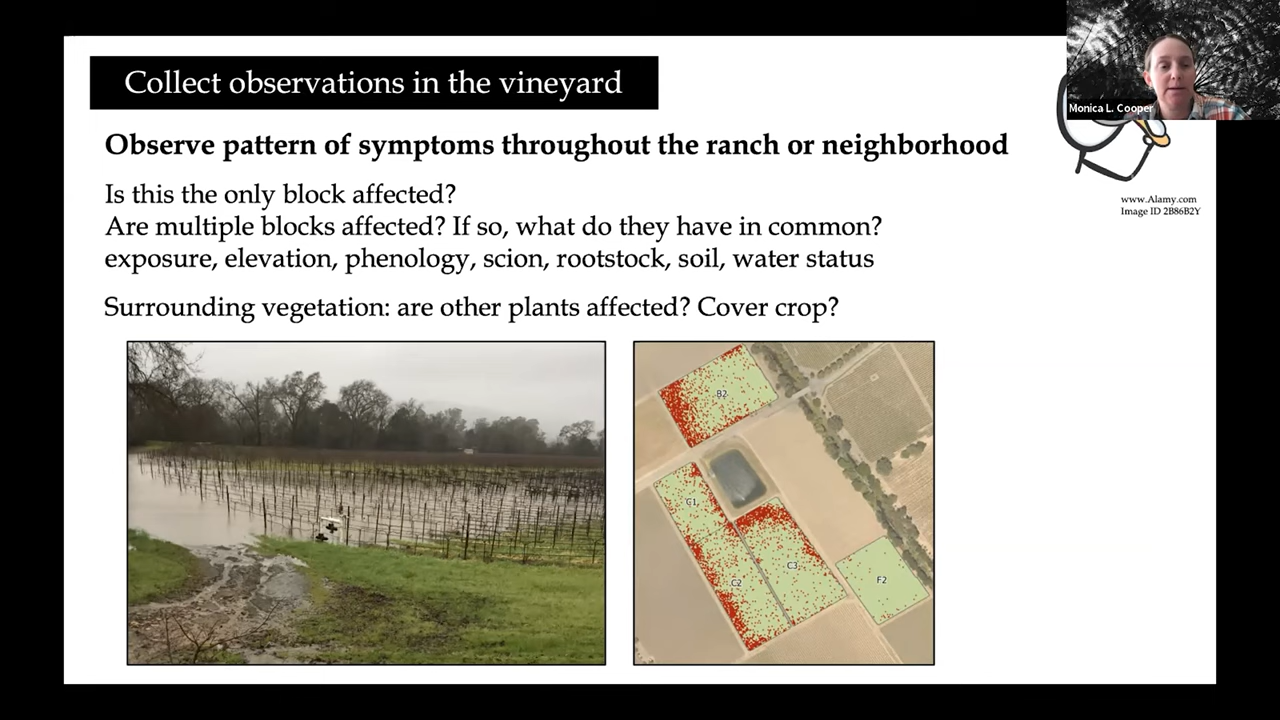 Collect observations in the vineyard
Monica L. Cooper
Observe pattern of symptoms throughout the ranch or neighborhood
Is this the only block affected?
Are multiple blocks affected? If so, what do they have in common?
exposure, elevation, phenology, scion, rootstock, soil, water status
www.Alamy.com
Image ID 2B86B2Y
Surrounding vegetation: are other plants affected? Cover crop?
B2
C1
C2
C3
F2